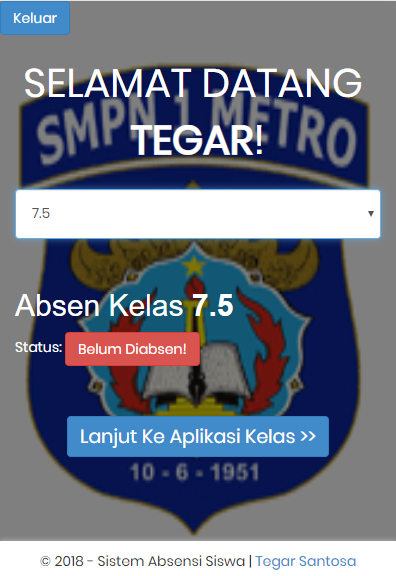 Keluar
SELAMAT DATANG
TEGAR!
SMPN 1 METRO
7.5
Absen Kelas 7.5
Status: Belum Diabsen!
Lanjut Ke Aplikasi Kelas >>
10 - 6 - 1951
© 2018 - Sistem Absensi Siswa | Tegar Santosa